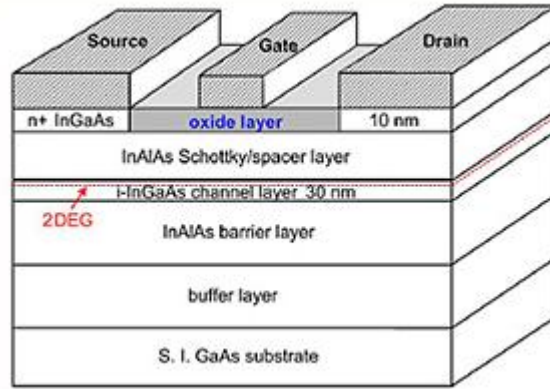 Source
Gate
Drain
n+ InGaAs
oxide layer
10 nm
InAlAs Schottky/spacer layer
i-InGaAs channel layer 30 nm
2DEG
InAlAs barrier layer
buffer layer
S. I. GaAs substrate